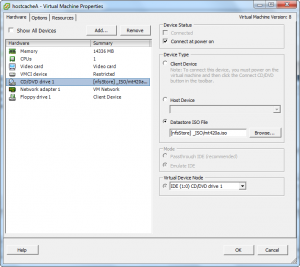 hostcacheA - Virtual Machine Properties
Hardware Options Resources
Virtual Machine Version: 8
Show All Devices
Add...
Remove
Hardware Summary
Memory 14336 MB
CPUs 1
Video card Video card
VMCI device Restricted
CD/DVD drive 1 [nfsStore] _ISO/mt420a.iso
Network adapter 1 VM Network
Floppy drive 1 Client Device
Device Status
Connected
Connect at power on
Device Type
Client Device
Note: To connect this device, you must power on the
virtual machine and then click the Connect CD/DVD
button in the toolbar.
Host Device
Datastore ISO File
[nfsStore] _ISO/mt420a.iso
Browse...
Mode
Passthrough IDE (recommended)
Emulate IDE
Virtual Device Node
IDE (1:0) CD/DVD drive 1
Help
OK
Cancel